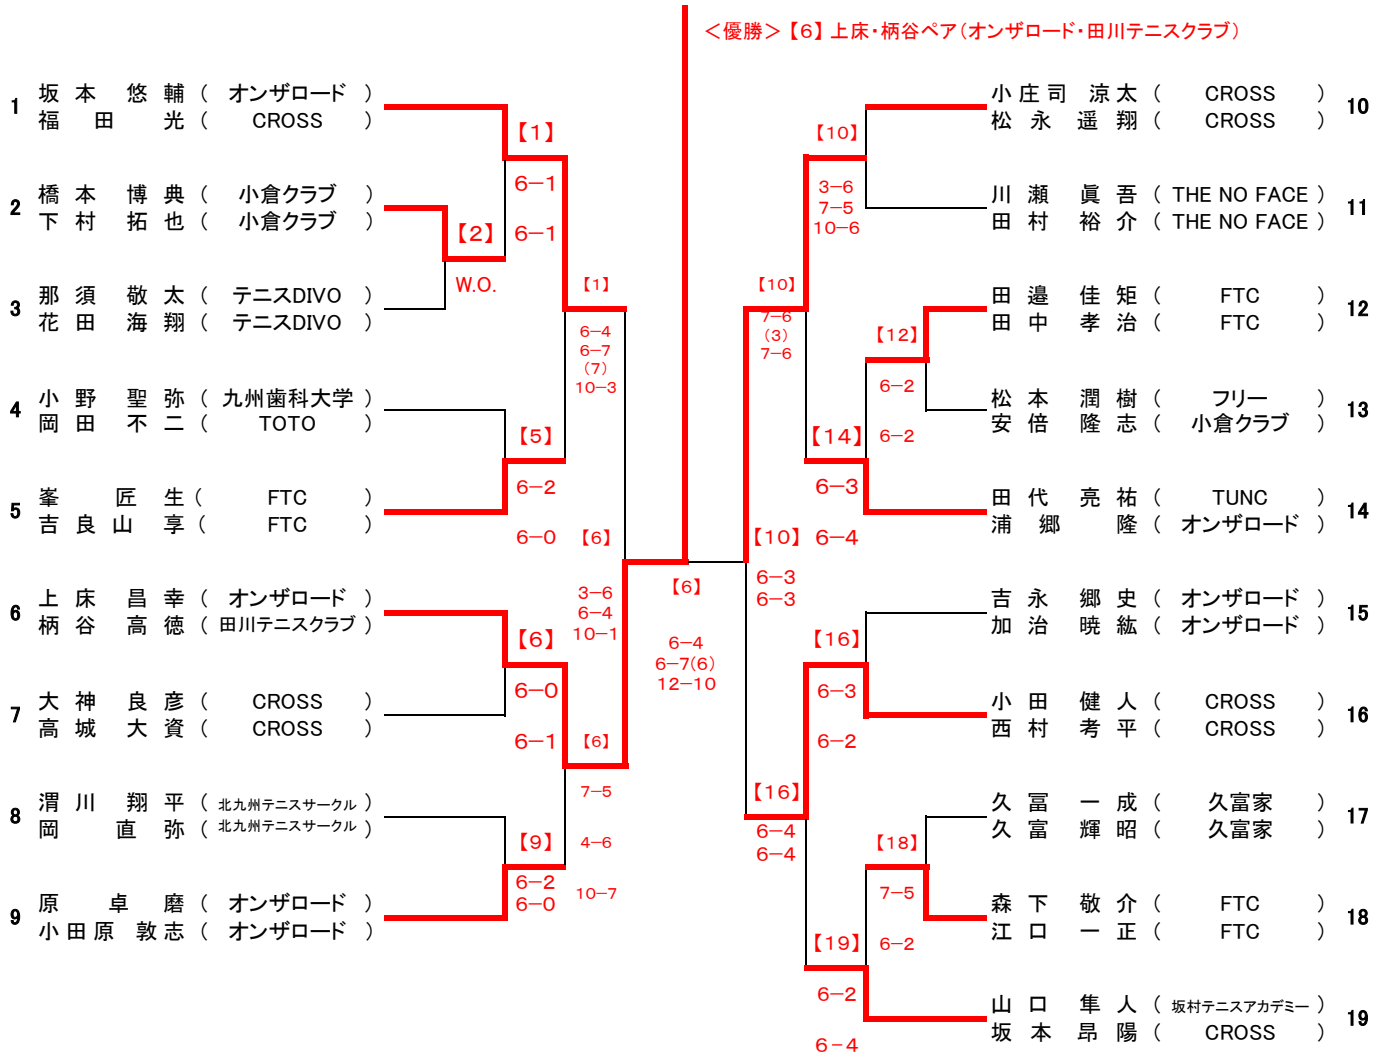 ＜優勝＞【6】上床・柄谷ペア（オンザロード・田川テニスクラブ）
1 坂本 悠輔（ オンザロード ）
福田 光（ CROSS ）
【1】
6－1
6－1
2 橋本 博典（ 小倉クラブ ）
下村 拓也（ 小倉クラブ ）
【2】
W.O.
3 那須 敬太（ テニスDIVO ）
花田 海翔（ テニスDIVO ）
【1】
6－4
6－7
(7)
10－3
4 小野 聖弥（ 九州歯科大学 ）
岡田 不二（ TOTO ）
【5】
6－2
6－0
5 峯 匠生（ FTC ）
吉良山 享（ FTC ）
【6】
3－6
6－4
10－1
6 上床 昌幸（ オンザロード ）
柄谷 高徳（ 田川テニスクラブ ）
【6】
6－0
6－1
7 大神 良彦（ CROSS ）
高城 大資（ CROSS ）
【6】
7－5
4－6
10－7
8 渭川 翔平（ 北九州テニスサークル ）
岡 直弥（ 北九州テニスサークル ）
【9】
6－2
6－0
9 原 卓磨（ オンザロード ）
小田原 敦志（ オンザロード ）
【6】
6－4
6－7(6)
12－10
小庄司 涼太（ CROSS ） 10
松永 遥翔（ CROSS ）
【10】
3－6
7－5
10－6
川瀬 眞吾（ THE NO FACE ） 11
田村 裕介（ THE NO FACE ）
【10】
7－6
(3)
7－6
田邉 佳矩（ FTC ） 12
田中 孝治（ FTC ）
【12】
6－2
6－2
松本 潤樹（ フリー ） 13
安倍 隆志（ 小倉クラブ ）
【14】
6－3
6－4
田代 亮祐（ TUNC ） 14
浦郷 隆（ オンザロード ）
【10】
6－3
6－3
吉永 郷史（ オンザロード ） 15
加治 暁紘（ オンザロード ）
【16】
6－3
6－2
小田 健人（ CROSS ） 16
西村 考平（ CROSS ）
【16】
6－4
6－4
久冨 一成（ 久富家 ） 17
久富 輝昭（ 久富家 ）
【18】
7－5
6－2
森下 敬介（ FTC ） 18
江口 一正（ FTC ）
【19】
6－2
6－4
山口 隼人（ 坂村テニスアカデミー ） 19
坂本 昂陽（ CROSS ）